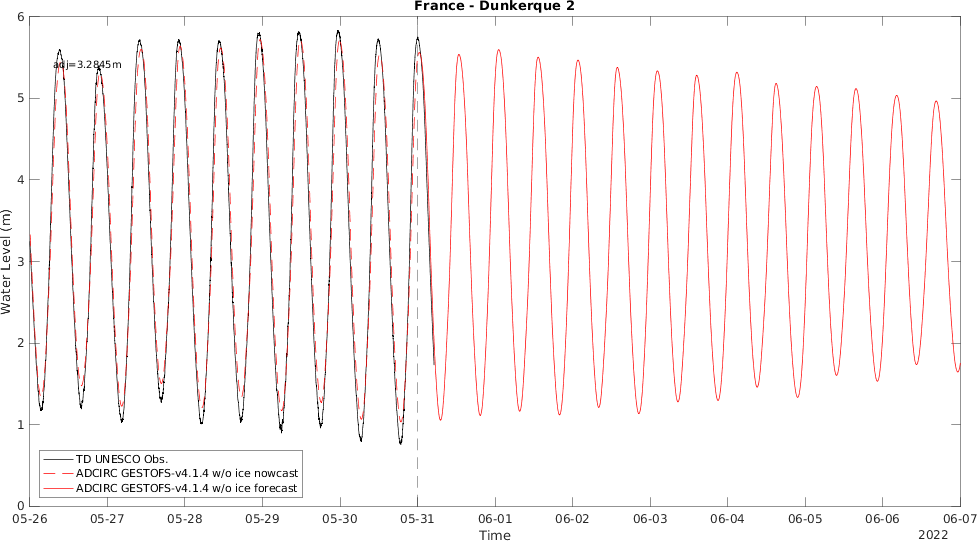 France - Dunkerque 2
6
adj=3.2845m
5
4
3
2
1
0
Water Level (m)
TD UNESCO Obs.
ADCIRC GESTOFS-v4.1.4 w/o ice nowcast
ADCIRC GESTOFS-v4.1.4 w/o ice forecast
05-26 05-27 05-28 05-29 05-30 05-31 06-01 06-02 06-03 06-04 06-05 06-06 06-07
Time
2022